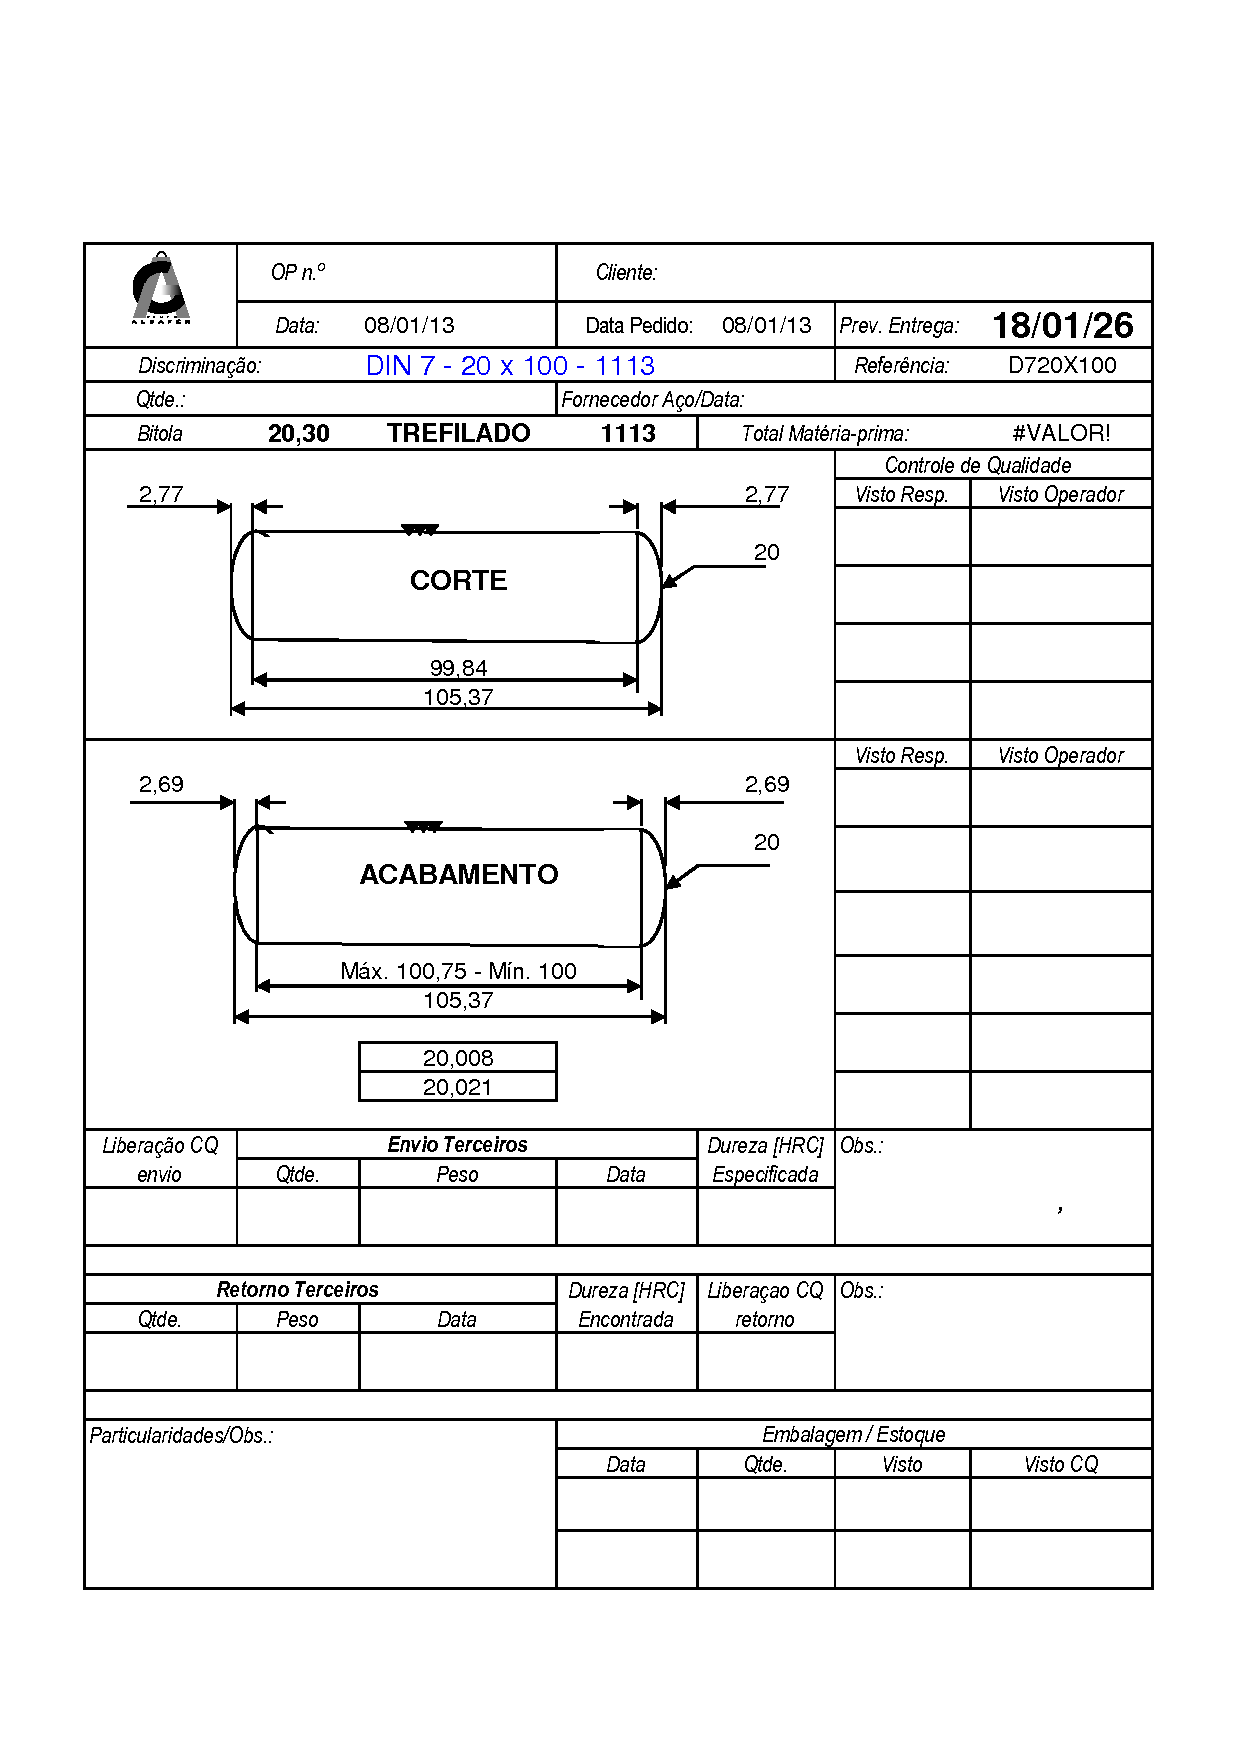 ALBAFER
OP n.º
Cliente:
Data: 08/01/13
Data Pedido: 08/01/13
Prev. Entrega: 18/01/26
Discriminação: DIN 7 - 20 x 100 - 1113
Referência: D720X100
Qtde.:
Fornecedor Aço/Data:
Bitola 20,30 TREFILADO 1113
Total Matéria-prima: #VALOR!
Controle de Qualidade
Visto Resp. Visto Operador
2,77
2,77
20
CORTE
99,84
105,37
Visto Resp. Visto Operador
2,69
2,69
20
ACABAMENTO
Máx. 100,75 - Mín. 100
105,37
20,008
20,021
Liberação CQ
envio
Envio Terceiros
Qtde. Peso Data
Dureza [HRC]
Especificada
Obs.:
,
Retorno Terceiros
Qtde. Peso Data
Dureza [HRC]
Encontrada
Liberaçao CQ
retorno
Obs.:
Particularidades/Obs.:
Embalagem / Estoque
Data Qtde. Visto Visto CQ